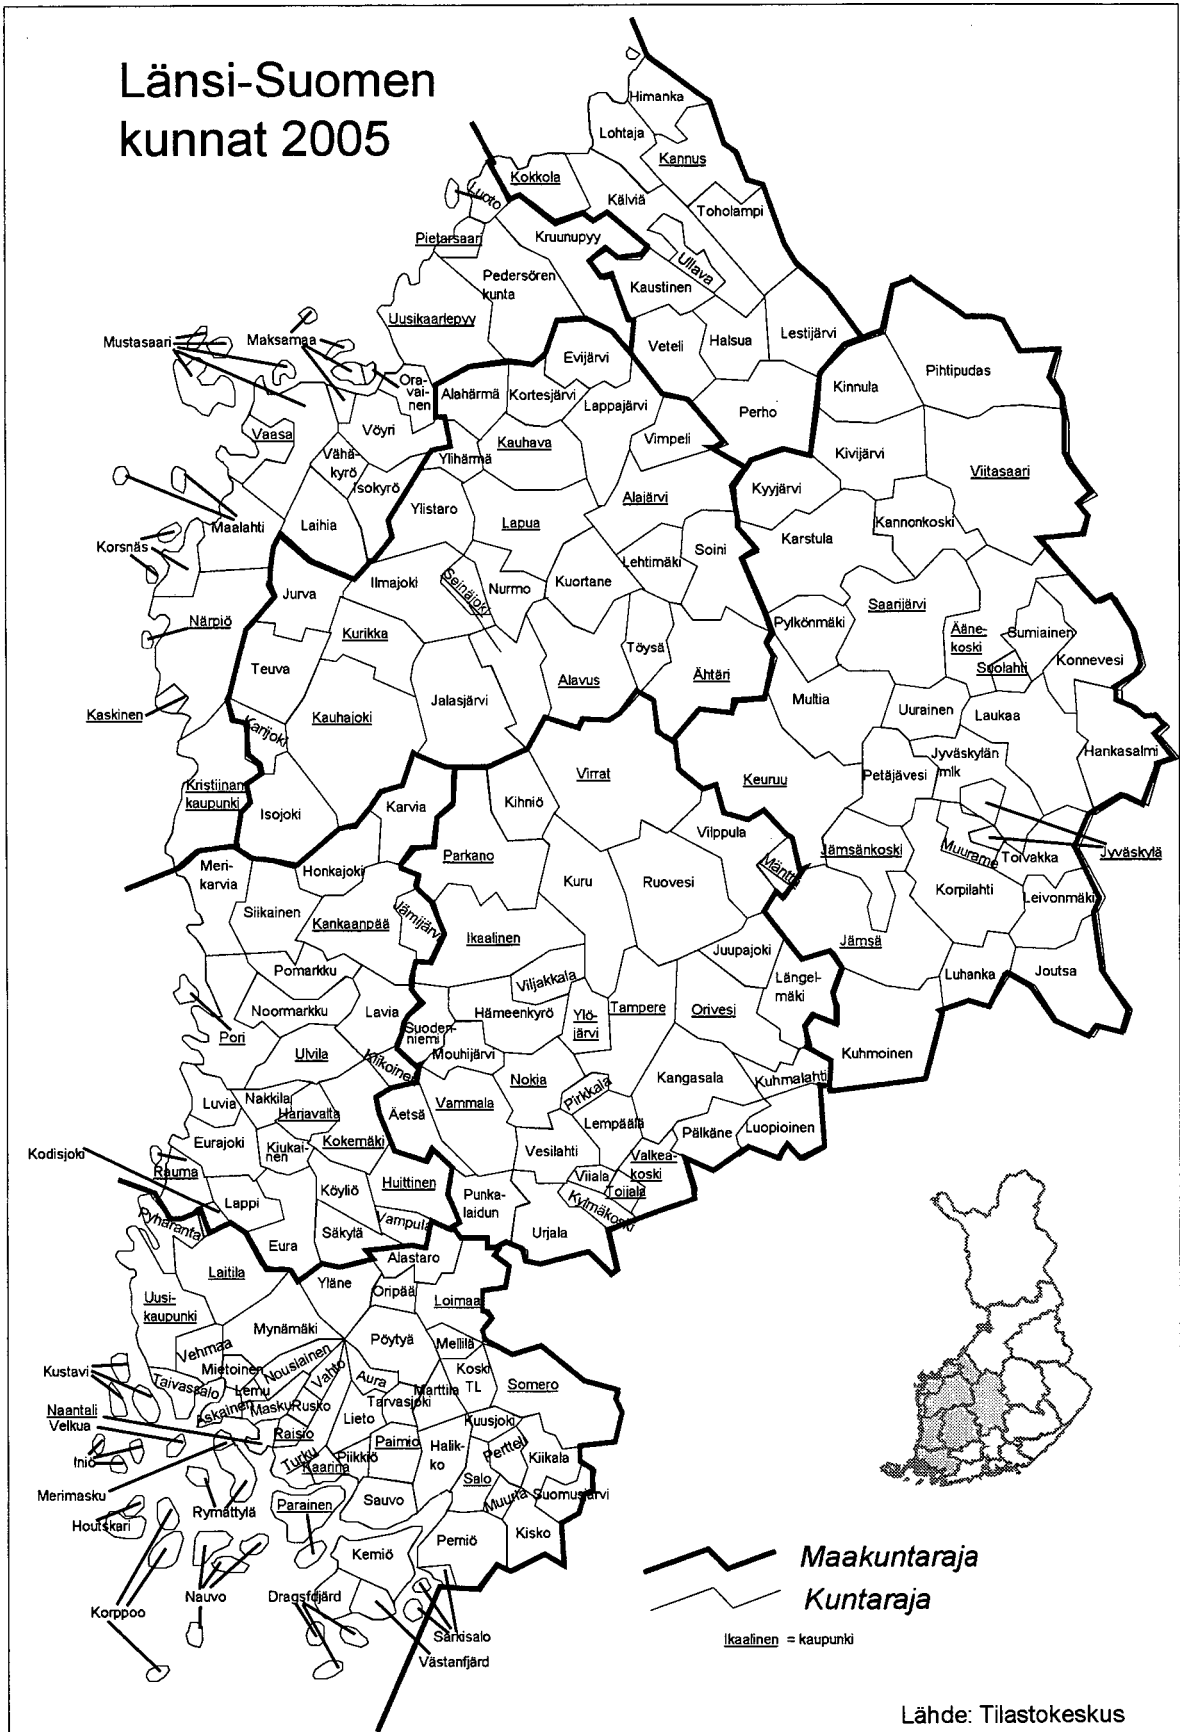 Länsi-Suomen
kunnat 2005
Himanka
Lohtaja
Kannus
Kokkola
Luoto
Kälviä
Toholampi
Pietarsaari
Kruunupyy
Ullava
Pedersören
kunta
Kaustinen
Uusikaarlepyy
Mustasaari
Maksamaa
Evijärvi
Veteli
Halsua
Lestijärvi
Ora-
vai-
nen
Alahärmä
Kortesjärvi
Lappajärvi
Perho
Kinnula
Pihtipudas
Vaasa
Vöyri
Kauhava
Vimpeli
Vähä-
kyrö
Ylihärmä
Kivijärvi
Viitasaari
Isokyrö
Kyyjärvi
Alajärvi
Ylistaro
Lapua
Maalahti
Laihia
Kannonkoski
Karstula
Korsnäs
Soini
Lehtimäki
Jurva
Ilmajoki
Seinäjoki
Nurmo
Kuortane
Saarijärvi
Närpiö
Kurikka
Pylkönmäki
Ääne-
koski
Sumiainen
Töysä
Suolahti
Konnevesi
Teuva
Alavus
Ähtäri
Kaskinen
Karijoki
Kauhajoki
Jalasjärvi
Multia
Uurainen
Laukaa
Jyväskylän
mlk
Hankasalmi
Kristiinan
kaupunki
Virrat
Keuruu
Petäjävesi
Isojoki
Karvia
Kihniö
Vilppula
Meri-
karvia
Honkajoki
Parkano
Mänttä
Jämsänkoski
Muurame
Toivakka
Jyväskylä
Kuru
Ruovesi
Korpilahti
Leivonmäki
Siikainen
Kankaanpää
Jämijärvi
Ikaalinen
Jämsä
Juupajoki
Pomarkku
Viljakkala
Längel-
mäki
Luhanka
Joutsa
Noormarkku
Lavia
Hämeenkyrö
Ylö-
järvi
Tampere
Orivesi
Pori
Suoden-
niemi
Ulvila
Mouhijärvi
Kuhmoinen
Kiikoinen
Nokia
Pirkkala
Kangasala
Kuhmalahti
Luvia
Nakkila
Harjavalta
Äetsä
Vammala
Lempäälä
Eurajoki
Kiukai-
nen
Kokemäki
Vesilahti
Pälkäne
Luopioinen
Kodisjoki
Rauma
Valkea-
koski
Lappi
Köyliö
Huittinen
Viiala
Toijala
Punka-
laidun
Kylmäkoski
Pyhäranta
Eura
Säkylä
Vampula
Urjala
Alastaro
Laitila
Yläne
Oripää
Loimaa
Uusi-
kaupunki
Mynämäki
Pöytyä
Mellilä
Vehmaa
Kustavi
Taivassalo
Mietoinen
Nousiainen
Vahto
Aura
Koski
TL
Somero
Lemu
Marttila
Naantali
Askainen
Masku
Rusko
Tarvasjoki
Velkua
Lieto
Kuusjoki
Raisio
Paimio
Halik-
ko
Pertteli
Kiikala
Iniö
Turku
Kaarina
Piikkiö
Salo
Merimasku
Muurla
Suomusjärvi
Rymättylä
Parainen
Sauvo
Houtskari
Kisko
Perniö
Kemiö
Nauvo
Dragsfdjärd
Korppoo
Särkisalo
Västanfjärd
Maakuntaraja
Kuntaraja
Ikaalinen = kaupunki
Lähde: Tilastokeskus